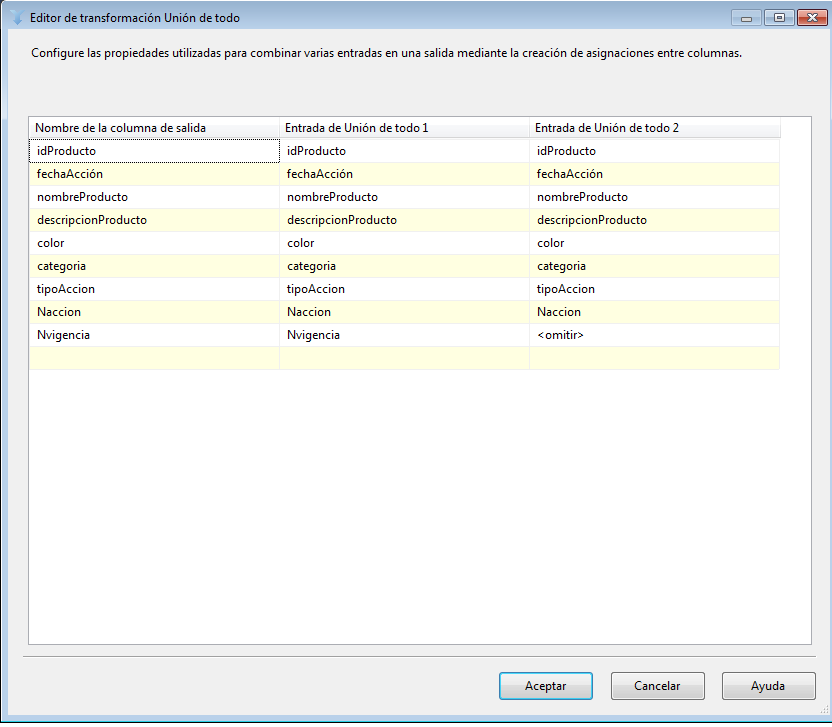 Editor de transformación Unión de todo
Configure las propiedades utilizadas para combinar varias entradas en una salida mediante la creación de asignaciones entre columnas.
Nombre de la columna de salida Entrada de Unión de todo 1 Entrada de Unión de todo 2
idProducto idProducto idProducto
fechaAcción fechaAcción fechaAcción
nombreProducto nombreProducto nombreProducto
descripcionProducto descripcionProducto descripcionProducto
color color color
categoria categoria categoria
tipoAccion tipoAccion tipoAccion
Naccion Naccion Naccion
Nvigencia Nvigencia <omitir>
Aceptar Cancelar Ayuda